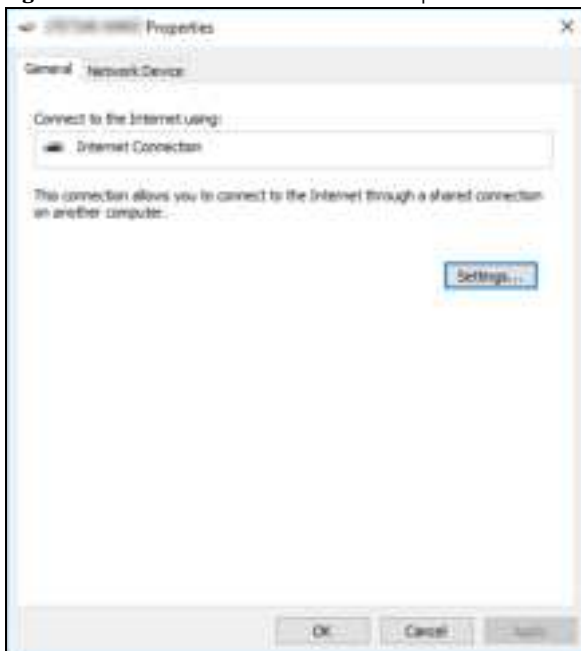 Properties
General Network Device
Connect to the Internet using:
Internet Connection
This connection allows you to connect to the Internet through a shared connection
on another computer.
Settings...
OK Cancel Apply